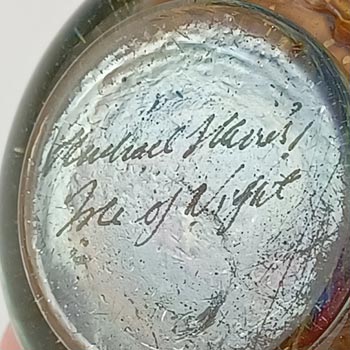 Michael Harris
Isle of Wight